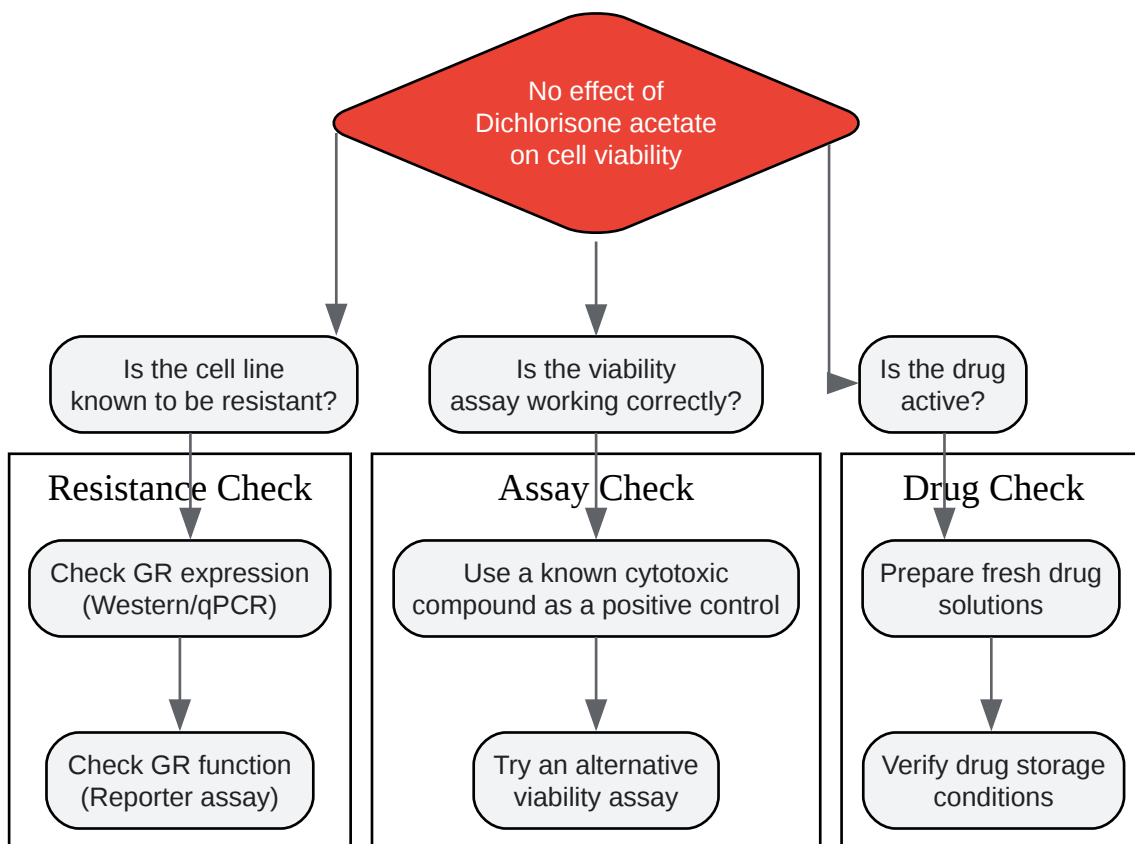 No effect of
Dichlorisone acetate
on cell viability
Is the cell line
known to be resistant?
Is the viability
assay working correctly?
Is the drug
active?
Resistance Check
Assay Check
Drug Check
Check GR expression
(Western/qPCR)
Use a known cytotoxic
compound as a positive control
Prepare fresh drug
solutions
Check GR function
(Reporter assay)
Try an alternative
viability assay
Verify drug storage
conditions